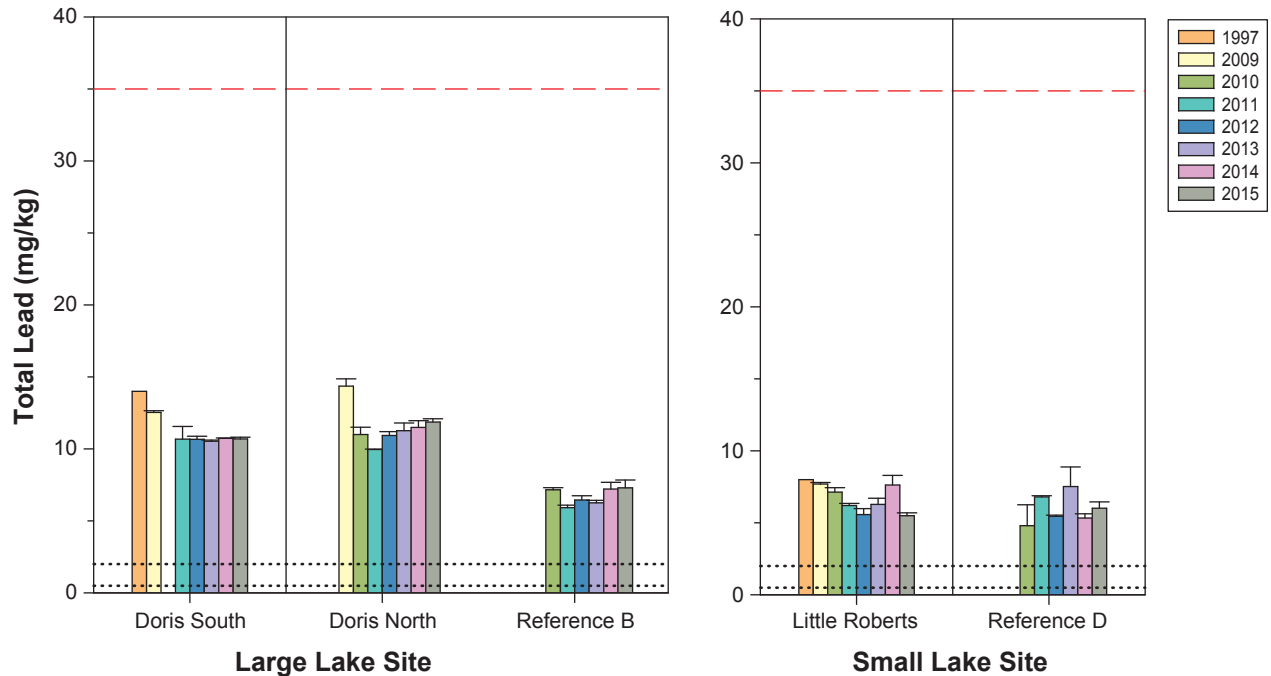 Total Lead (mg/kg)
40
30
20
10
0
Doris South
Doris North
Reference B
Large Lake Site
40
30
20
10
0
Little Roberts
Reference D
Small Lake Site
1997
2009
2010
2011
2012
2013
2014
2015